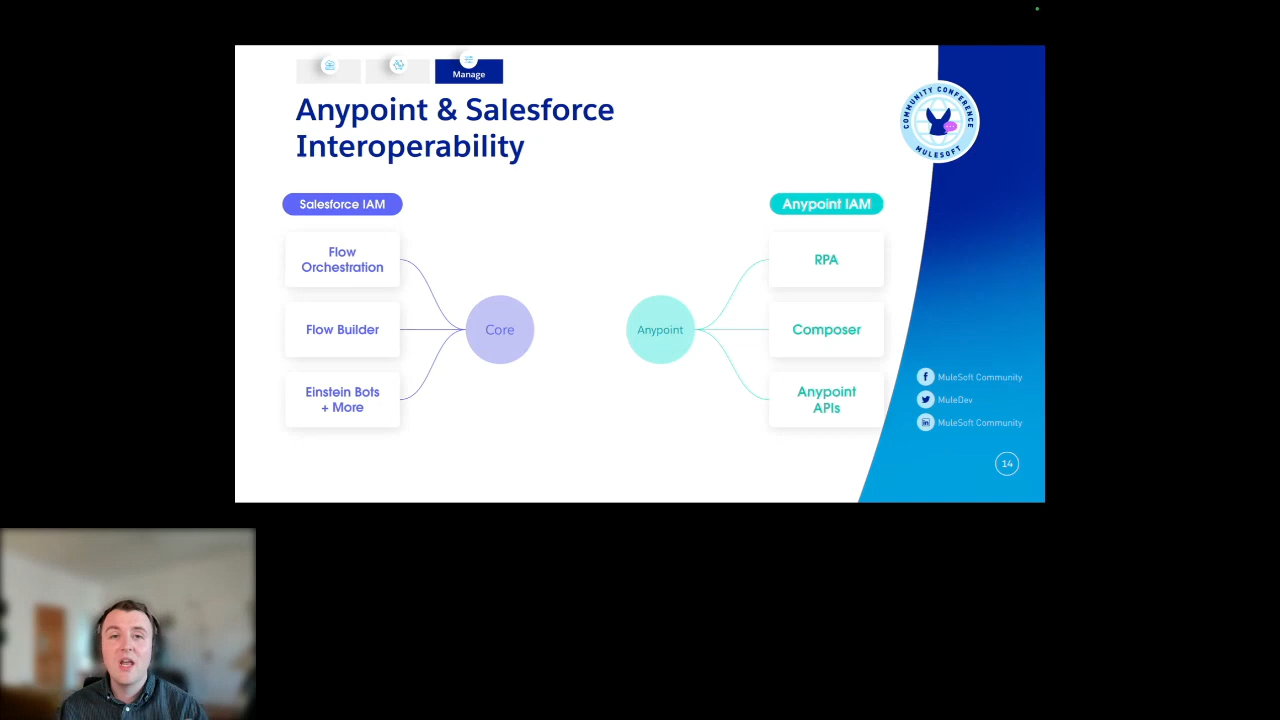 Manage
Anypoint & Salesforce
Interoperability
COMMUNITY CONFERENCE
MULESOFT
Salesforce IAM
Anypoint IAM
Flow
Orchestration
RPA
Flow Builder
Core
Anypoint
Composer
Einstein Bots
+ More
Anypoint
APIs
MuleSoft Community
MuleDev
MuleSoft Community
14